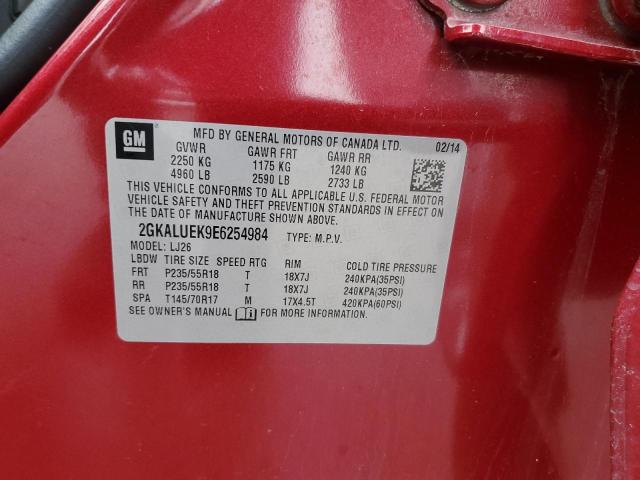 GM
MFD BY GENERAL MOTORS OF CANADA LTD. 02/14
GVWR GAWR FRT GAWR RR
2250 KG 1175 KG 1240 KG
4960 LB 2590 LB 2733 LB
THIS VEHICLE CONFORMS TO ALL APPLICABLE U.S. FEDERAL MOTOR
VEHICLE SAFETY AND THEFT PREVENTION STANDARDS IN EFFECT ON
THE DATE OF MANUFACTURE SHOWN ABOVE.
2GKALUEK9E6254984 TYPE: M.P.V.
MODEL: LJ26
LBDW TIRE SIZE SPEED RTG RIM COLD TIRE PRESSURE
FRT P235/55R18 T 18X7J 240KPA(35PSI)
RR P235/55R18 T 18X7J 240KPA(35PSI)
SPA T145/70R17 M 17X4.5T 420KPA(60PSI)
SEE OWNER'S MANUAL FOR MORE INFORMATION.